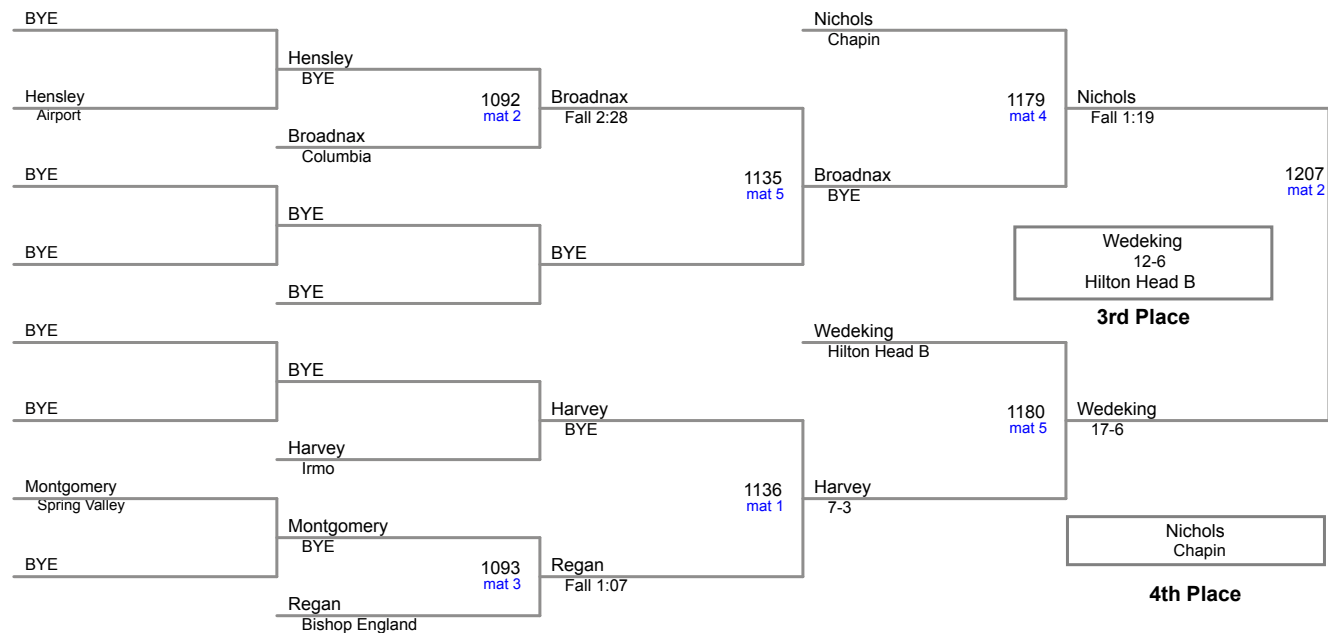 BYE
Hensley
Airport
BYE
BYE
BYE
BYE
Montgomery
Spring Valley
BYE
Hensley
BYE
Broadnax
Columbia
BYE
BYE
BYE
Harvey
Irmo
Montgomery
BYE
Regan
Bishop England
1092
mat 2
1093
mat 3
Broadnax
Fall 2:28
BYE
Harvey
BYE
Regan
Fall 1:07
1135
mat 5
1136
mat 1
Nichols
Chapin
Broadnax
BYE
Wedeking
Hilton Head B
Harvey
7-3
1179
mat 4
1180
mat 5
Nichols
Fall 1:19
Wedeking
17-6
1207
mat 2
Wedeking
12-6
Hilton Head B
3rd Place
Nichols
Chapin
4th Place